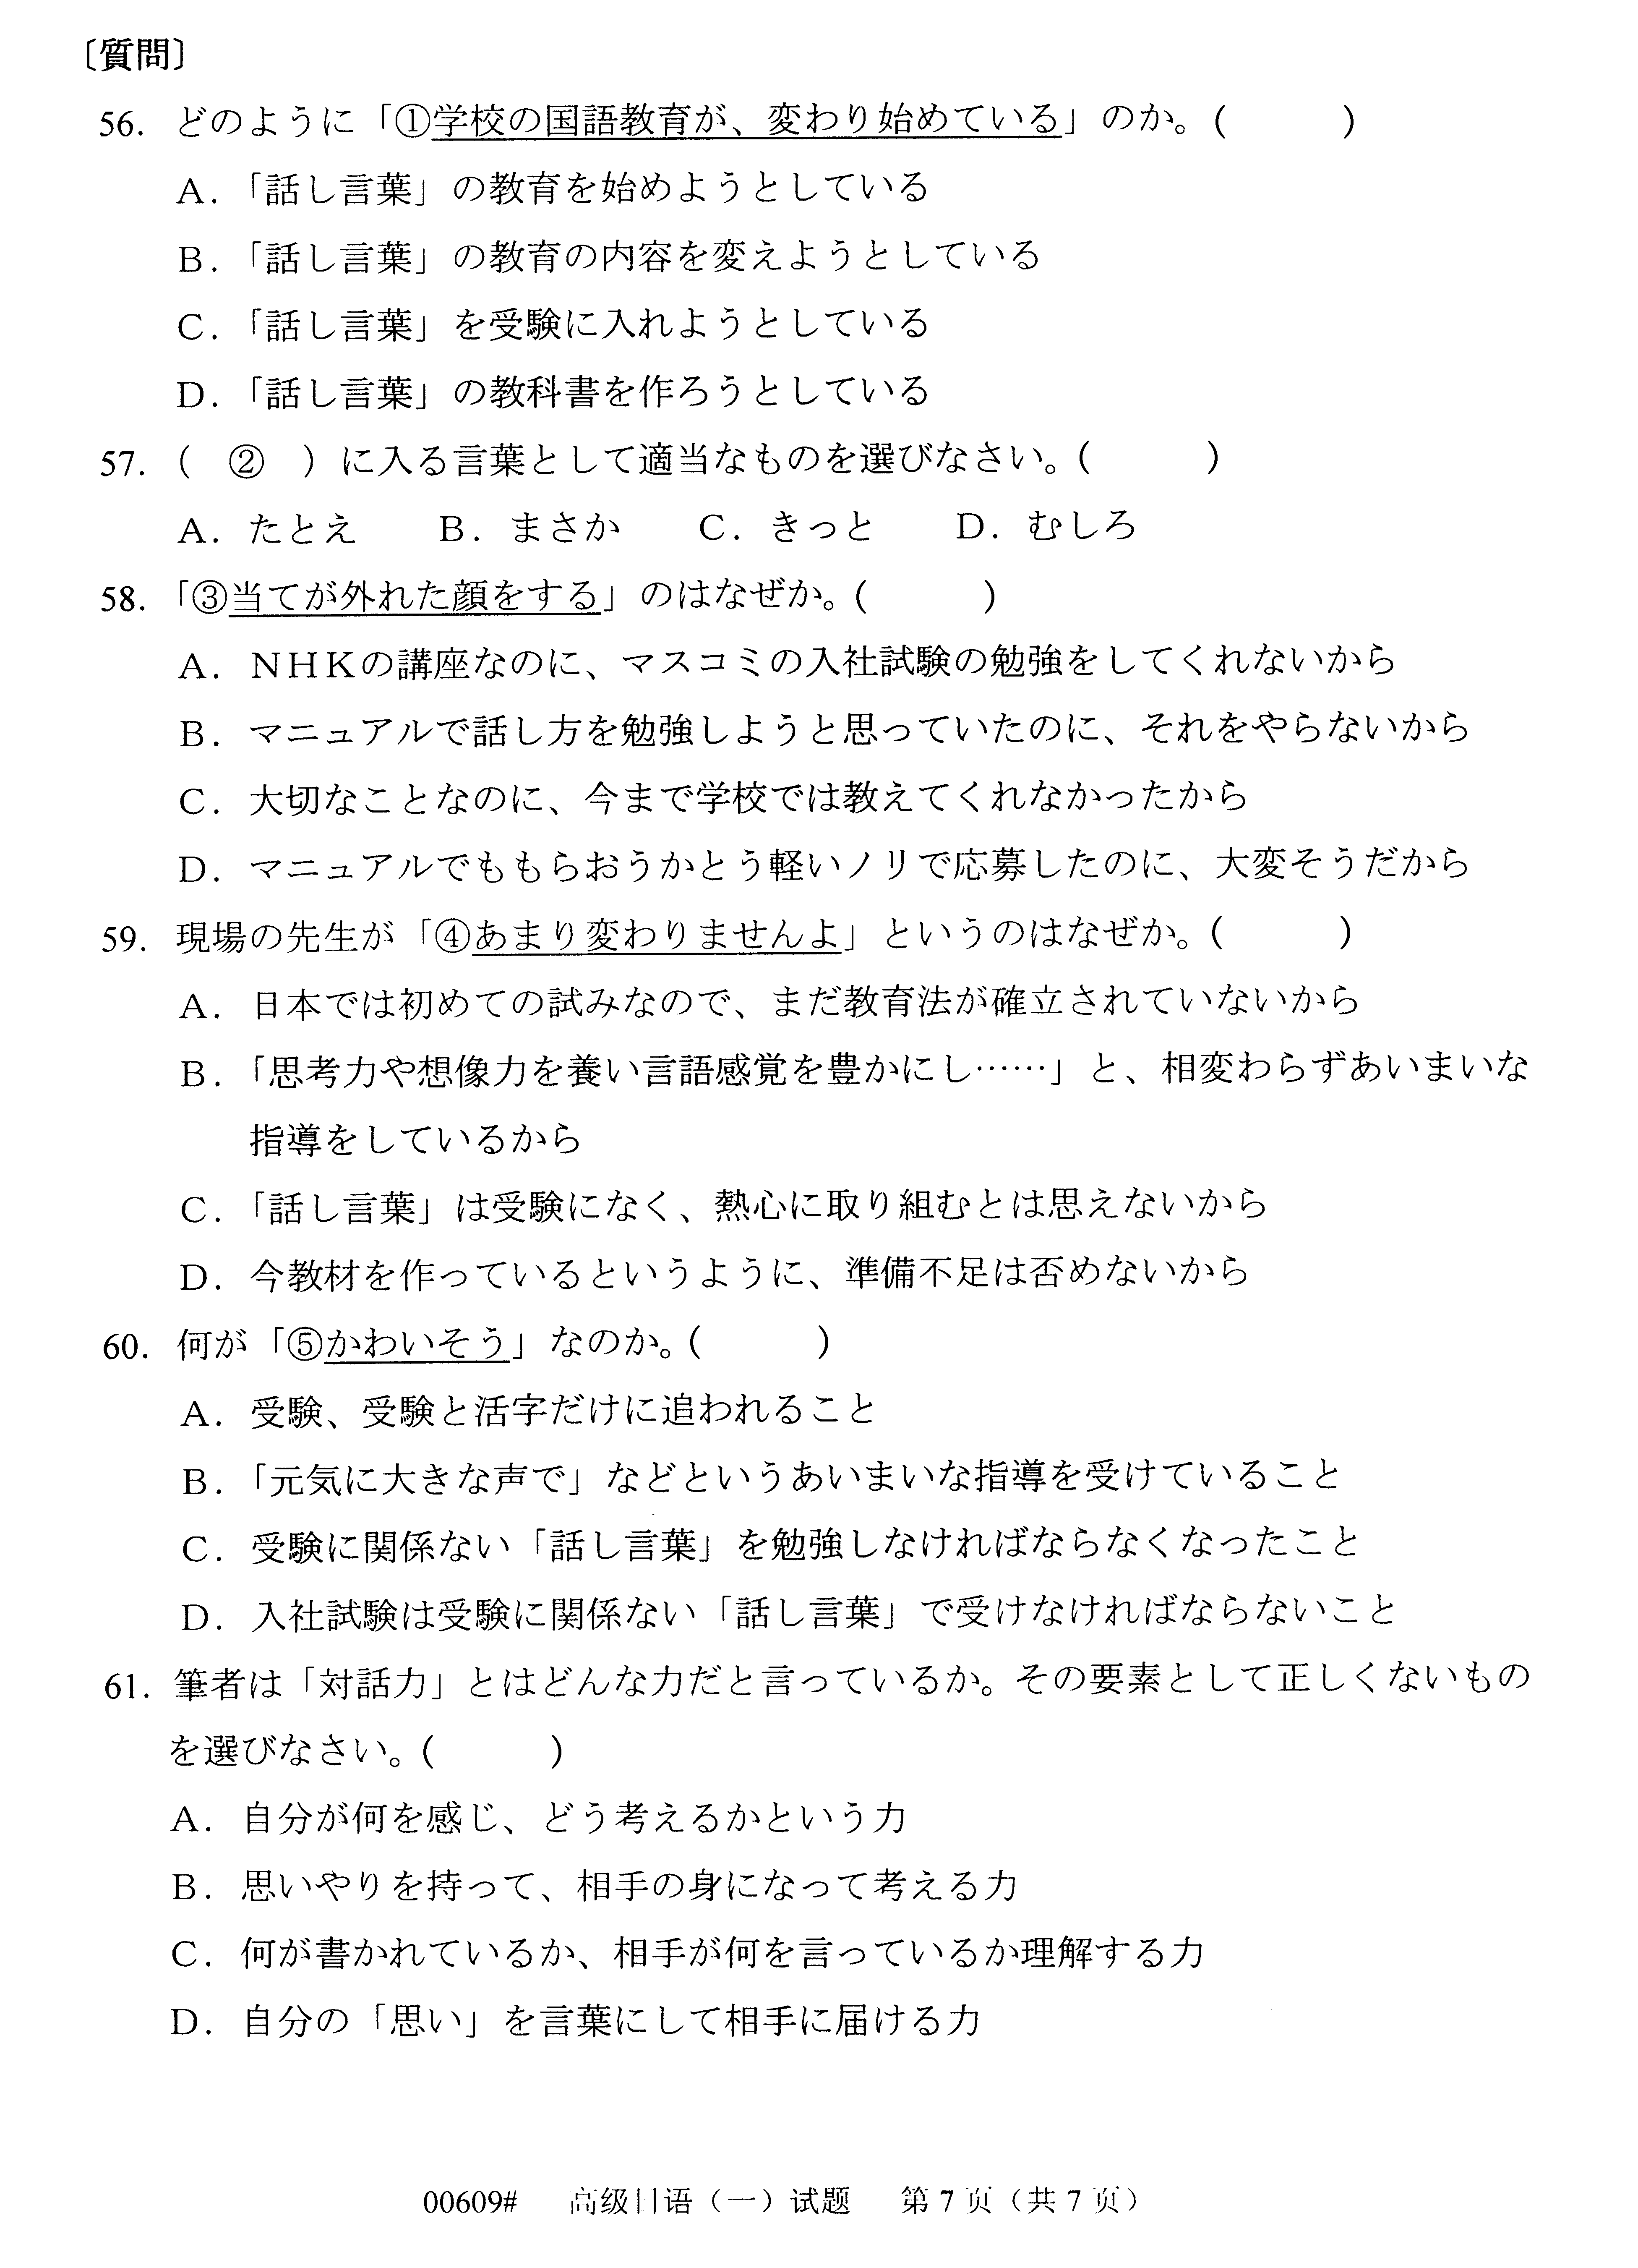 〔質問〕
56. どのように「①学校の国語教育が、変わり始めている」のか。(　　　)
A.「話し言葉」の教育を始めようとしている
B.「話し言葉」の教育の内容を変えようとしている
C.「話し言葉」を受験に入れようとしている
D.「話し言葉」の教科書を作ろうとしている
57.（　②　）に入る言葉として適当なものを選びなさい。(　　　)
A. たとえ　　B. まさか　　C. きっと　　D. むしろ
58.「③当てが外れた顔をする」のはなぜか。(　　　)
A. NHKの講座なのに、マスコミの入社試験の勉強をしてくれないから
B. マニュアルで話し方を勉強しようと思っていたのに、それをやらないから
C. 大切なことなのに、今まで学校では教えてくれなかったから
D. マニュアルでももらおうかとう軽いノリで応募したのに、大変そうだから
59. 現場の先生が「④あまり変わりませんよ」というのはなぜか。(　　　)
A. 日本では初めての試みなので、まだ教育法が確立されていないから
B.「思考力や想像力を養い言語感覚を豊かにし……」と、相変わらずあいまいな
指導をしているから
C.「話し言葉」は受験になく、熱心に取り組むとは思えないから
D. 今教材を作っているというように、準備不足は否めないから
60. 何が「⑤かわいそう」なのか。(　　　)
A. 受験、受験と活字だけに追われること
B.「元気に大きな声で」などというあいまいな指導を受けていること
C. 受験に関係ない「話し言葉」を勉強しなければならなくなったこと
D. 入社試験は受験に関係ない「話し言葉」で受けなければならないこと
61. 筆者は「対話力」とはどんな力だと言っているか。その要素として正しくないもの
を選びなさい。(　　　)
A. 自分が何を感じ、どう考えるかという力
B. 思いやりを持って、相手の身になって考える力
C. 何が書かれているか、相手が何を言っているか理解する力
D. 自分の「思い」を言葉にして相手に届ける力
00609#　高级日语（一）试题　第 7 页（共 7 页）